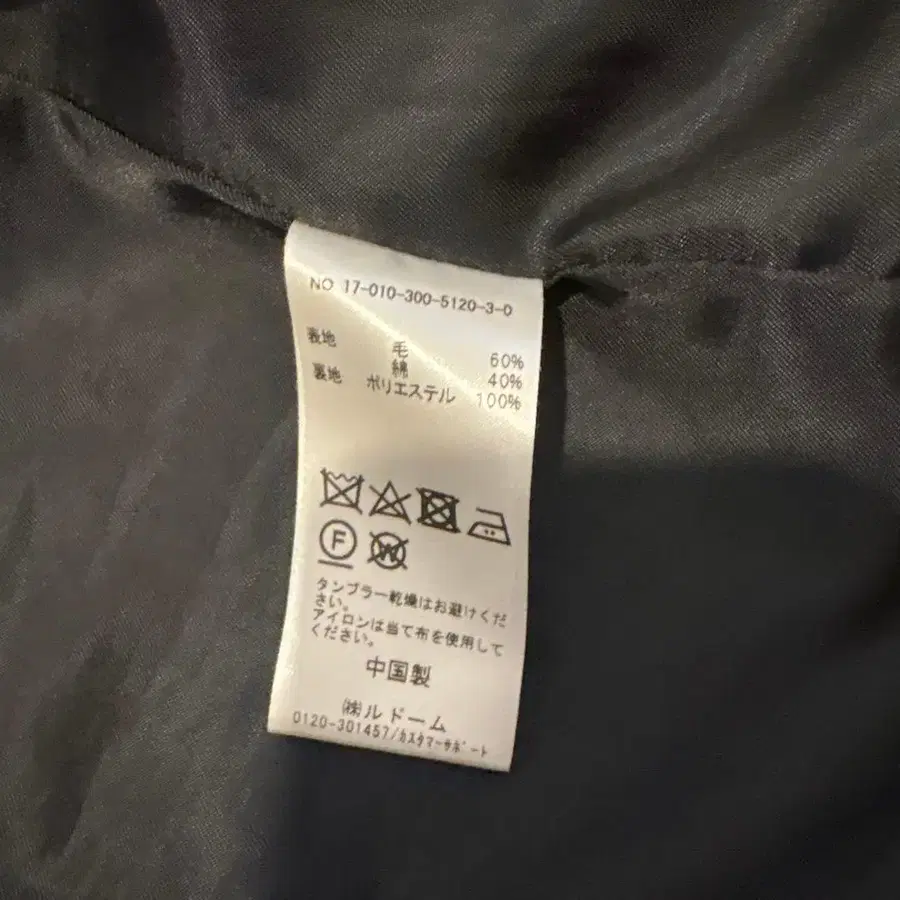 NO 17-010-300-5120-3-0
表地 毛 60%
綿 40%
裏地 ポリエステル 100%
F W
タンブラー乾燥はお避けくだ
さい。
アイロンは当て布を使用して
ください。
中国製
㈱ルドーム
0120-301457/カスタマーサポート